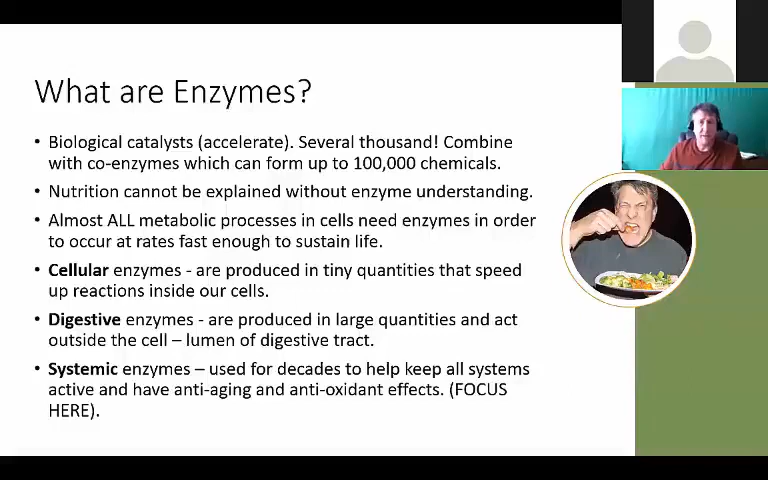 What are Enzymes?
• Biological catalysts (accelerate). Several thousand! Combine
with co-enzymes which can form up to 100,000 chemicals.
• Nutrition cannot be explained without enzyme understanding.
• Almost ALL metabolic processes in cells need enzymes in order
to occur at rates fast enough to sustain life.
• Cellular enzymes - are produced in tiny quantities that speed
up reactions inside our cells.
• Digestive enzymes - are produced in large quantities and act
outside the cell – lumen of digestive tract.
• Systemic enzymes – used for decades to help keep all systems
active and have anti-aging and anti-oxidant effects. (FOCUS
HERE).